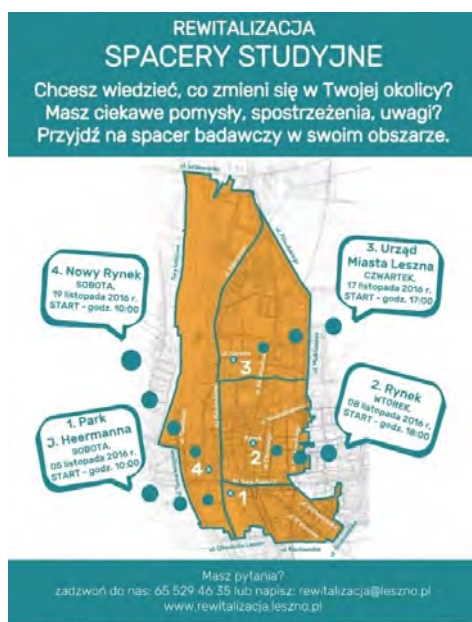 REWITALIZACJA
SPACERY STUDYJNE
Chcesz wiedzieć, co zmieni się w Twojej okolicy?
Masz ciekawe pomysły, spostrzeżenia, uwagi?
Przyjdź na spacer badawczy w swoim obszarze.
4. Nowy Rynek
SOBOTA,
19 listopada 2016 r.
START - godz. 10:00
3. Urząd
Miasta Leszna
CZWARTEK,
17 listopada 2016 r.
START - godz. 17:00
1. Park
J. Heermanna
SOBOTA,
05 listopada 2016 r.
START - godz. 10:00
2. Rynek
WTOREK,
08 listopada 2016 r.
START - godz. 16:00
3
4
2
1
Masz pytania?
zadzwoń do nas: 65 529 46 35 lub napisz: rewitalizacja@leszno.pl
www.rewitalizacja.leszno.pl